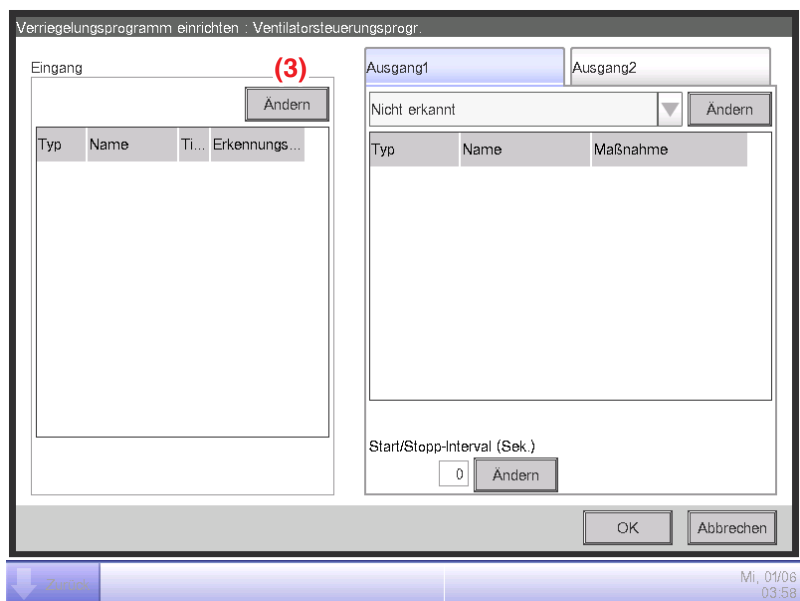 Verriegelungsprogramm einrichten : Ventilatorsteuerungsprogr.
Eingang
(3)
Ändern
Typ Name Ti... Erkennungs...
Ausgang1 Ausgang2
Nicht erkannt Ändern
Typ Name Maßnahme
Start/Stopp-Interval (Sek.)
0 Ändern
OK Abbrechen
Zurück
Mi, 01/06
03:58